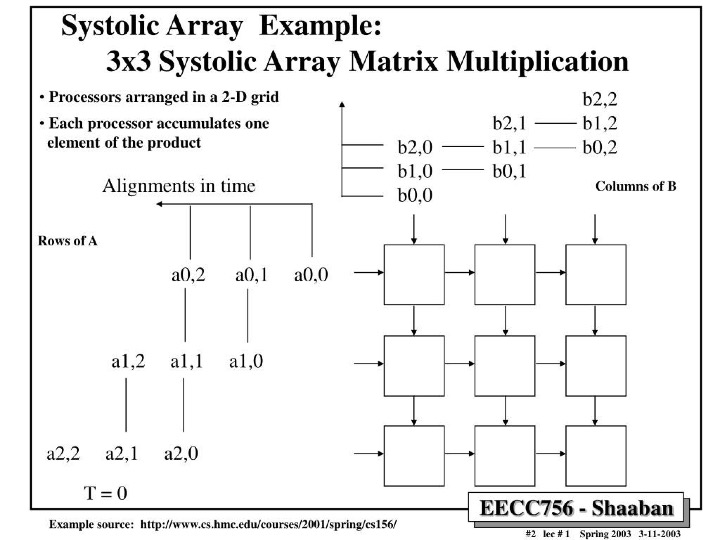 Systolic Array Example:
3x3 Systolic Array Matrix Multiplication
• Processors arranged in a 2-D grid
• Each processor accumulates one
element of the product
b2,2
b2,1 b1,2
b2,0 b1,1 b0,2
b1,0 b0,1
b0,0
Columns of B
Alignments in time
Rows of A
a0,2 a0,1 a0,0
a1,2 a1,1 a1,0
a2,2 a2,1 a2,0
T = 0
EECC756 - Shaaban
Example source: http://www.cs.hmc.edu/courses/2001/spring/cs156/
#2 lec # 1 Spring 2003 3-11-2003